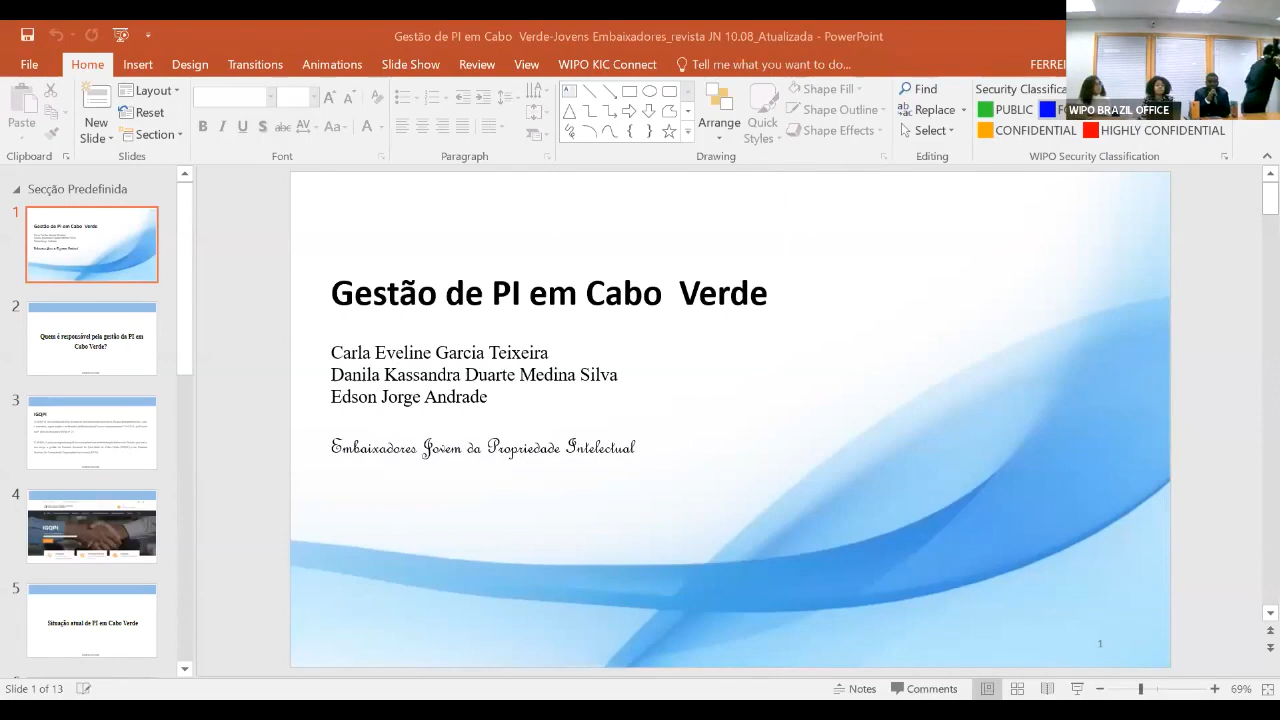 Gestão de PI em Cabo  Verde-Jovens Embaixadores_revista JN 10.08_Atualizada - PowerPoint
File
Home
Insert
Design
Transitions
Animations
Slide Show
Review
View
WIPO KIC Connect
Tell me what you want to do...
FERREI
WIPO BRAZIL OFFICE
Paste
Clipboard
New
Slide
Layout
Reset
Section
Slides
Font
Paragraph
Arrange
Quick
Styles
Shape Fill
Shape Outline
Shape Effects
Drawing
Find
Replace
Select
Editing
Security Classifica
PUBLIC
CONFIDENTIAL
HIGHLY CONFIDENTIAL
WIPO Security Classification
Secção Predefinida
1
Gestão de PI em Cabo  Verde
2
Quem é responsável pela gestão da PI em
Cabo Verde?
3
IGQPI
4
IGQPI
5
Situação atual de PI em Cabo Verde
Gestão de PI em Cabo  Verde
Carla Eveline Garcia Teixeira
Danila Kassandra Duarte Medina Silva
Edson Jorge Andrade
Embaixadores Jovem da Propriedade Intelectual
1
Slide 1 of 13
Notes
Comments
69%